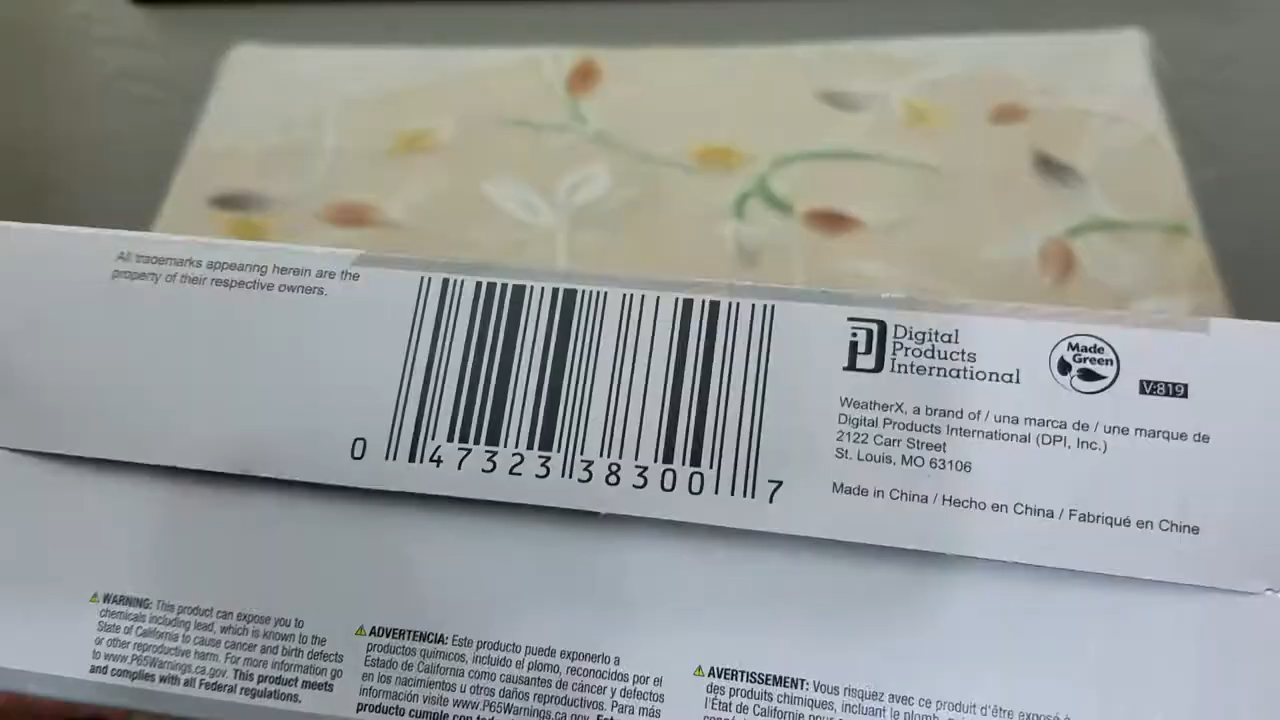 All trademarks appearing herein are the
property of their respective owners.
0 47323 38300 7
Digital
Products
International
Made
Green
V:819
WeatherX, a brand of / una marca de / une marque de
Digital Products International (DPI, Inc.)
2122 Carr Street
St. Louis, MO 63106
Made in China / Hecho en China / Fabriqué en Chine
WARNING: This product can expose you to
chemicals including lead, which is known to the
State of California to cause cancer and birth defects
or other reproductive harm. For more information go
to www.P65Warnings.ca.gov. This product meets
and complies with all Federal regulations.
ADVERTENCIA: Este producto puede exponerlo a
productos químicos, incluido el plomo, reconocidos por el
Estado de California como causantes de cáncer y defectos
en los nacimientos u otros daños reproductivos. Para más
información visite www.P65Warnings.ca.gov.
producto cumple con
AVERTISSEMENT: Vous risquez avec ce produit d'être exposé à
des produits chimiques, incluant le plomb,
l'État de Californie pour